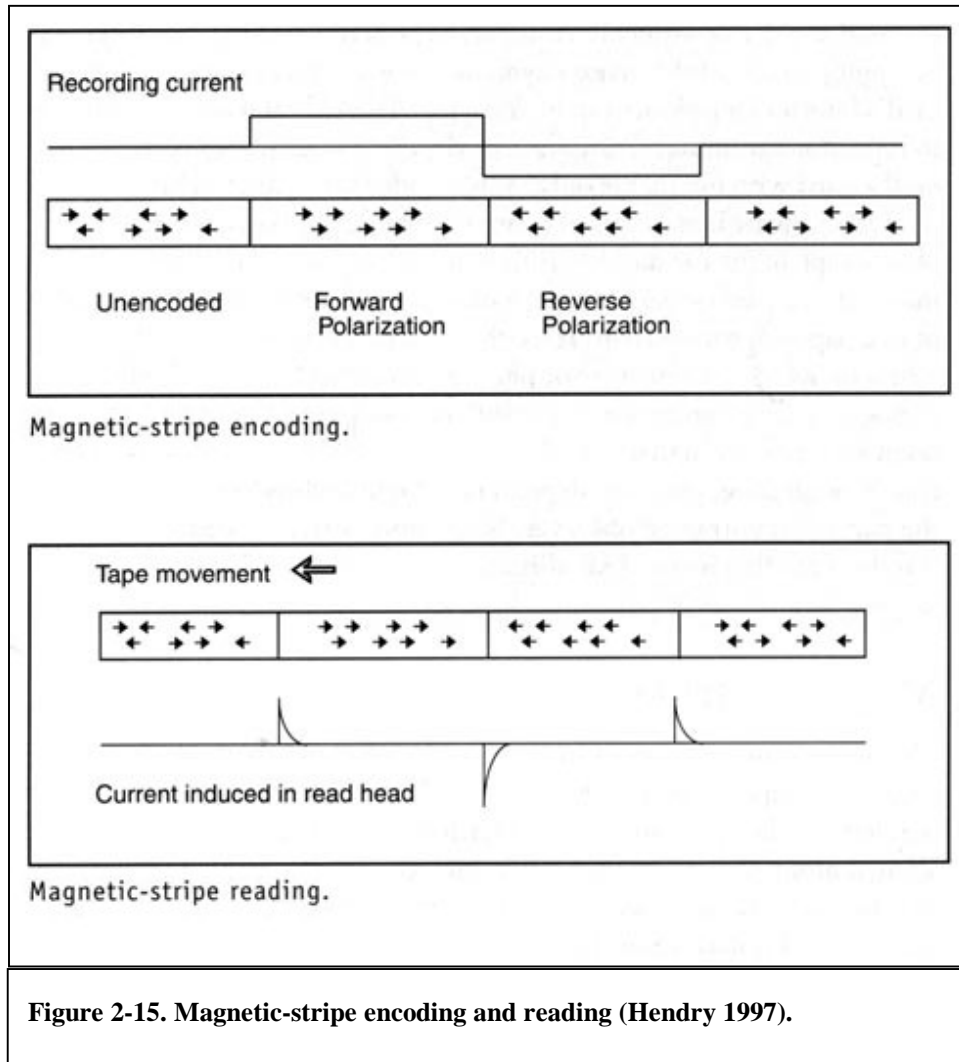 Recording current
Unencoded
Forward
Polarization
Reverse
Polarization
Magnetic-stripe encoding.
Tape movement
Current induced in read head
Magnetic-stripe reading.
Figure 2-15. Magnetic-stripe encoding and reading (Hendry 1997).